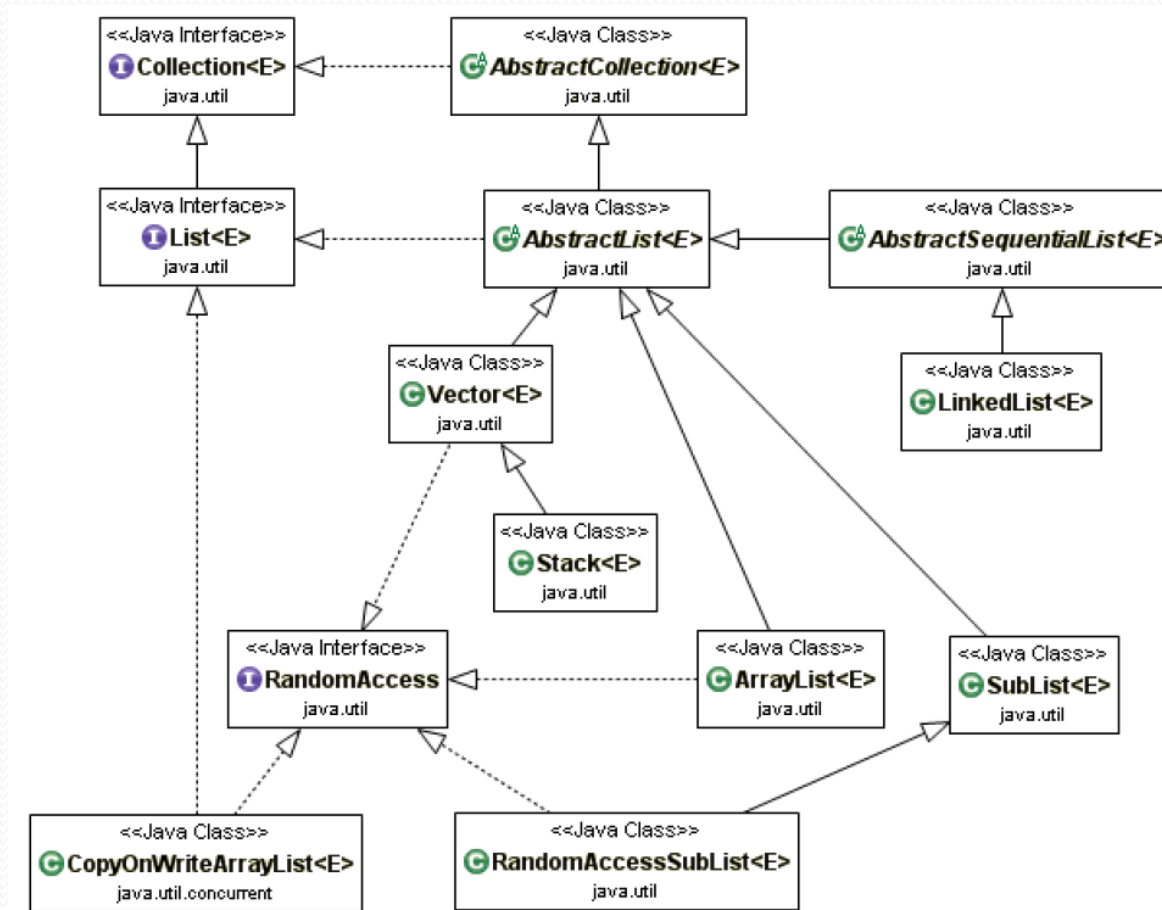 <<Java Interface>>
Collection<E>
java.util
<<Java Class>>
AbstractCollection<E>
java.util
<<Java Interface>>
List<E>
java.util
<<Java Class>>
AbstractList<E>
java.util
<<Java Class>>
AbstractSequentialList<E>
java.util
<<Java Class>>
Vector<E>
java.util
<<Java Class>>
LinkedList<E>
java.util
<<Java Class>>
Stack<E>
java.util
<<Java Interface>>
RandomAccess
java.util
<<Java Class>>
ArrayList<E>
java.util
<<Java Class>>
SubList<E>
java.util
<<Java Class>>
CopyOnWriteArrayList<E>
java.util.concurrent
<<Java Class>>
RandomAccessSubList<E>
java.util